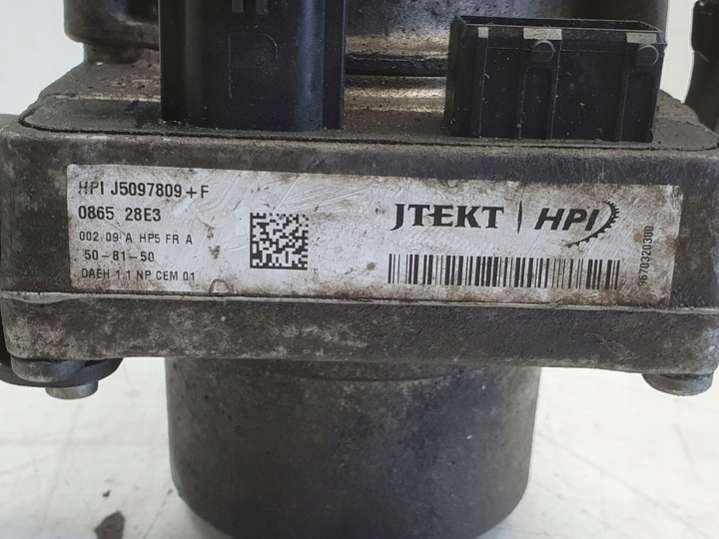 HPI J5097809+F
0865 28E3
002 09 A HP5 FR A
50-81-50
DAEH 1.1 NP CEM 01
JTEKT | HPI
9670320380